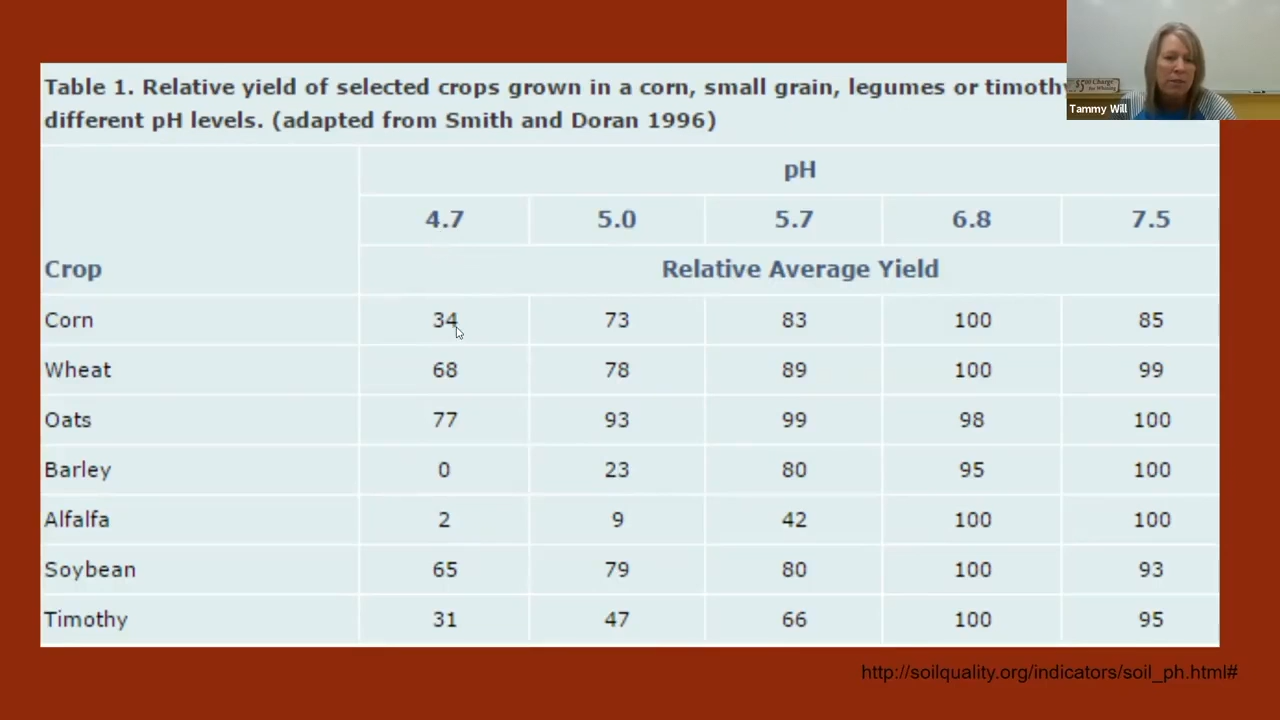 Table 1. Relative yield of selected crops grown in a corn, small grain, legumes or timothy
different pH levels. (adapted from Smith and Doran 1996)
pH
4.7 5.0 5.7 6.8 7.5
Crop Relative Average Yield
Corn 34 73 83 100 85
Wheat 68 78 89 100 99
Oats 77 93 99 98 100
Barley 0 23 80 95 100
Alfalfa 2 9 42 100 100
Soybean 65 79 80 100 93
Timothy 31 47 66 100 95
http://soilquality.org/indicators/soil_ph.html#
Tammy Will